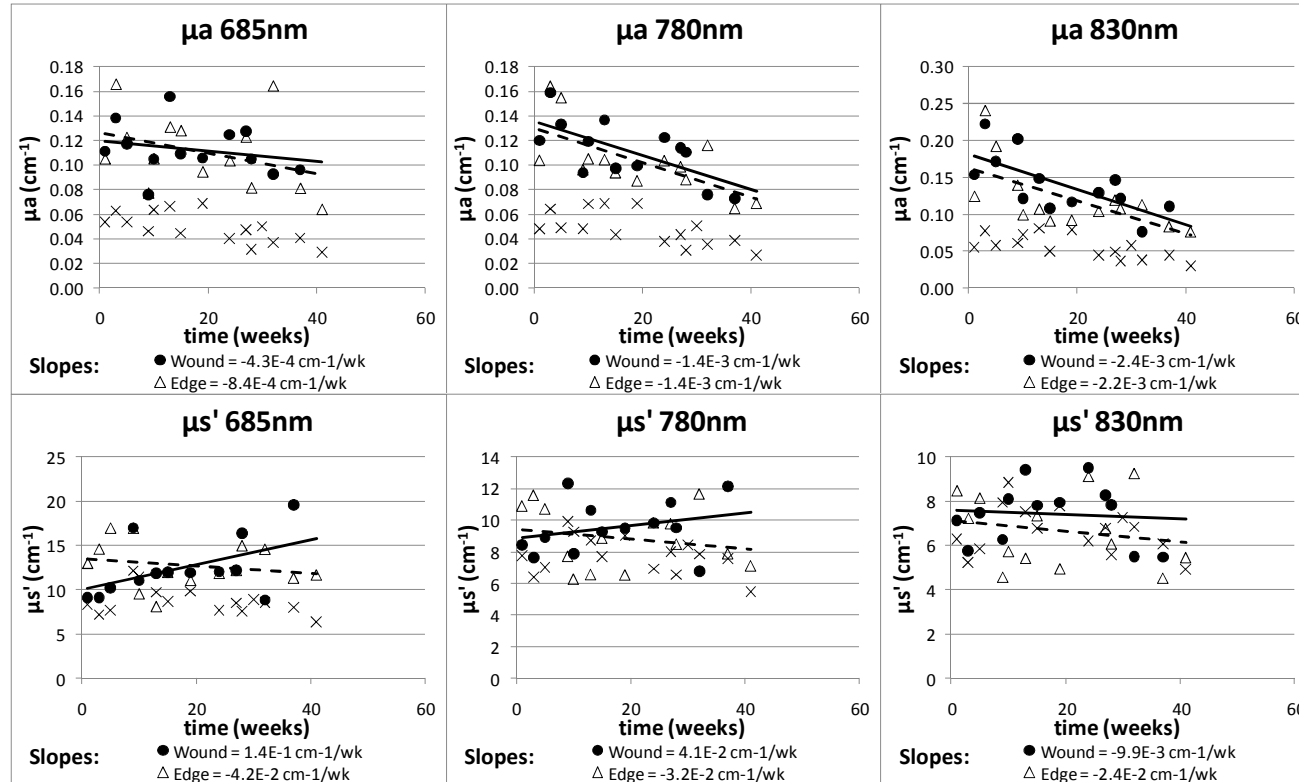 μa 685nm
μa (cm⁻¹)
0.18
0.16
0.14
0.12
0.10
0.08
0.06
0.04
0.02
0.00
0 20 40 60
time (weeks)
Slopes:
● Wound = -4.3E-4 cm-1/wk
△ Edge = -8.4E-4 cm-1/wk
μa 780nm
μa (cm⁻¹)
0.18
0.16
0.14
0.12
0.10
0.08
0.06
0.04
0.02
0.00
0 20 40 60
time (weeks)
Slopes:
● Wound = -1.4E-3 cm-1/wk
△ Edge = -1.4E-3 cm-1/wk
μa 830nm
μa (cm⁻¹)
0.30
0.25
0.20
0.15
0.10
0.05
0.00
0 20 40 60
time (weeks)
Slopes:
● Wound = -2.4E-3 cm-1/wk
△ Edge = -2.2E-3 cm-1/wk
μs' 685nm
μs' (cm⁻¹)
25
20
15
10
5
0
0 20 40 60
time (weeks)
Slopes:
● Wound = 1.4E-1 cm-1/wk
△ Edge = -4.2E-2 cm-1/wk
μs' 780nm
μs' (cm⁻¹)
14
12
10
8
6
4
2
0
0 20 40 60
time (weeks)
Slopes:
● Wound = 4.1E-2 cm-1/wk
△ Edge = -3.2E-2 cm-1/wk
μs' 830nm
μs' (cm⁻¹)
12
10
8
6
4
2
0
0 20 40 60
time (weeks)
Slopes:
● Wound = -9.9E-3 cm-1/wk
△ Edge = -2.4E-2 cm-1/wk